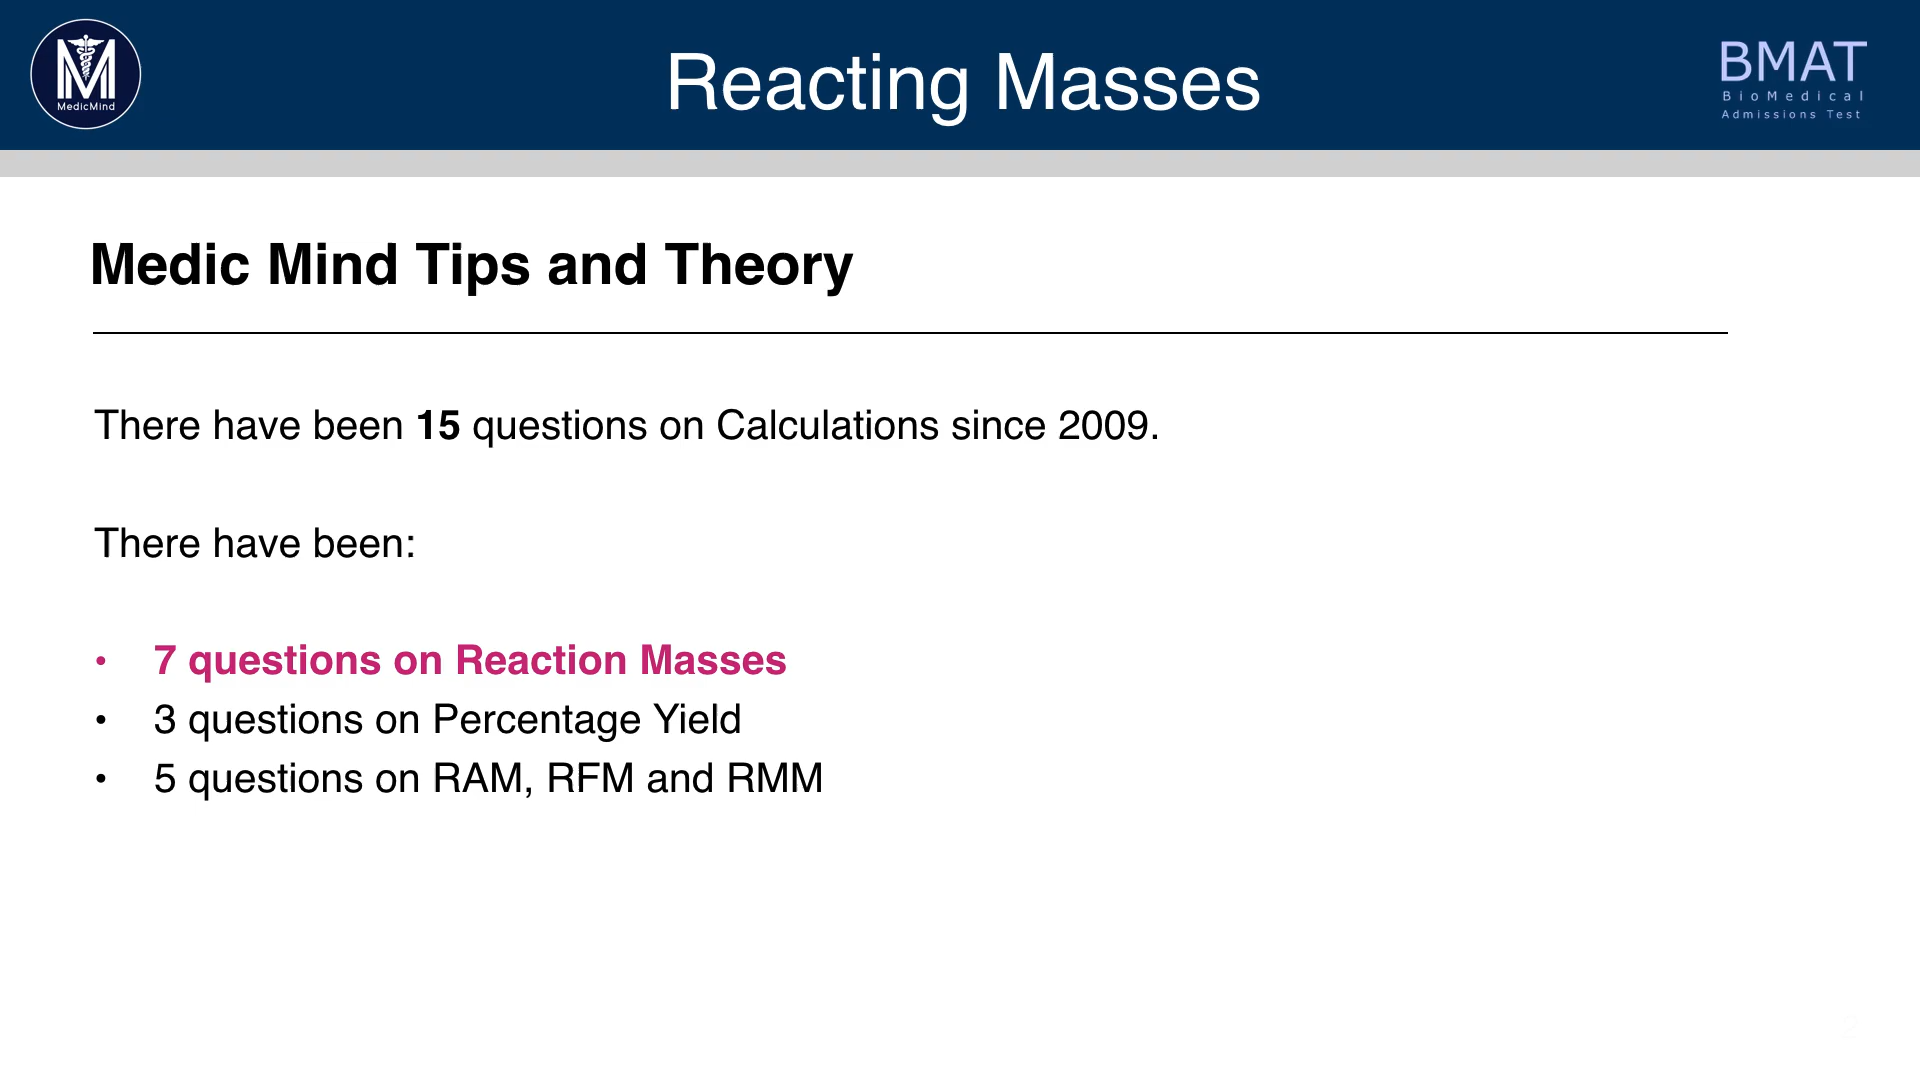 MedicMind
Reacting Masses
BMAT
BioMedical
Admissions Test
Medic Mind Tips and Theory
There have been 15 questions on Calculations since 2009.
There have been:
• 7 questions on Reaction Masses
• 3 questions on Percentage Yield
• 5 questions on RAM, RFM and RMM